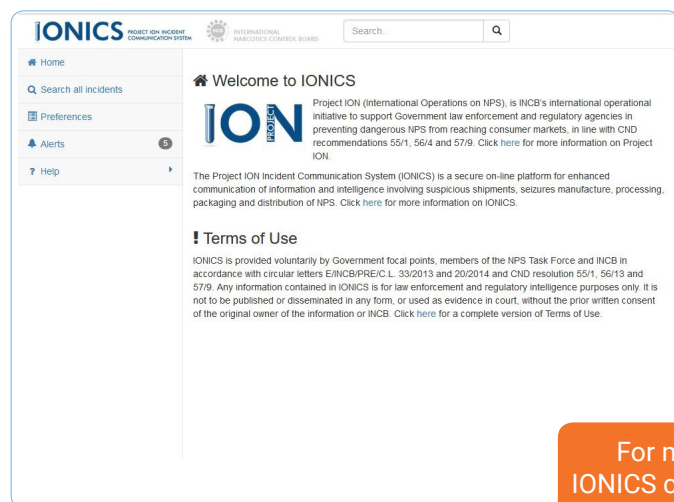 IONICS PROJECT ION INCIDENT
COMMUNICATION SYSTEM
INCB
INTERNATIONAL
NARCOTICS CONTROL BOARD
Search..
Home
Search all incidents
Preferences
Alerts 5
? Help
Welcome to IONICS
ION PROJECT
Project ION (International Operations on NPS), is INCB's international operational
initiative to support Government law enforcement and regulatory agencies in
preventing dangerous NPS from reaching consumer markets, in line with CND
recommendations 55/1, 56/4 and 57/9. Click here for more information on Project
ION.
The Project ION Incident Communication System (IONICS) is a secure on-line platform for enhanced
communication of information and intelligence involving suspicious shipments, seizures manufacture, processing,
packaging and distribution of NPS. Click here for more information on IONICS.
! Terms of Use
IONICS is provided voluntarily by Government focal points, members of the NPS Task Force and INCB in
accordance with circular letters E/INCB/PRE/C.L. 33/2013 and 20/2014 and CND resolution 55/1, 56/13 and
57/9. Any information contained in IONICS is for law enforcement and regulatory intelligence purposes only. It is
not to be published or disseminated in any form, or used as evidence in court, without the prior written consent
of the original owner of the information or INCB. Click here for a complete version of Terms of Use.
For
IONICS